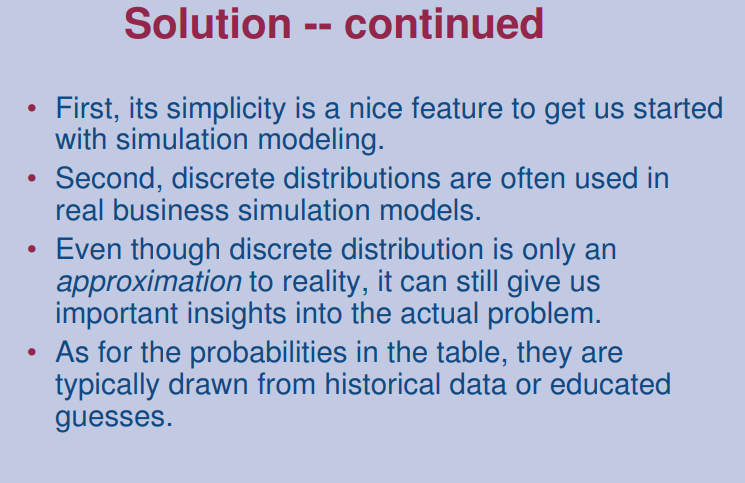 Solution -- continued
• First, its simplicity is a nice feature to get us started
with simulation modeling.
• Second, discrete distributions are often used in
real business simulation models.
• Even though discrete distribution is only an
approximation to reality, it can still give us
important insights into the actual problem.
• As for the probabilities in the table, they are
typically drawn from historical data or educated
guesses.